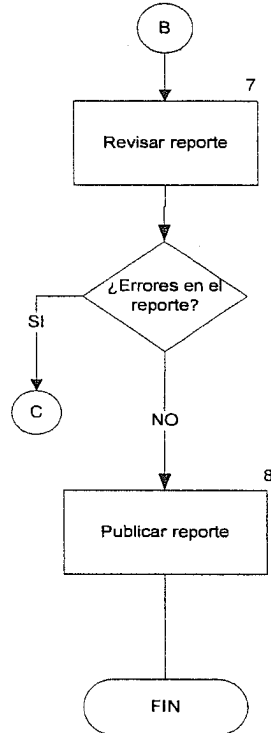 B
7
Revisar reporte
¿Errores en el
reporte?
SI
C
NO
8
Publicar reporte
FIN